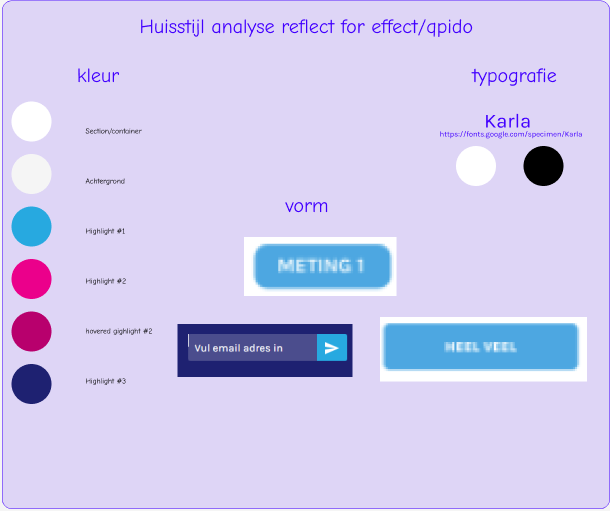 Huisstijl analyse reflect for effect/qpido
kleur
typografie
Karla
https://fonts.google.com/specimen/Karla
Section/container
Achtergrond
Highlight #1
Highlight #2
hovered gighlight #2
Highlight #3
vorm
METING 1
Vul email adres in
HEEL VEEL